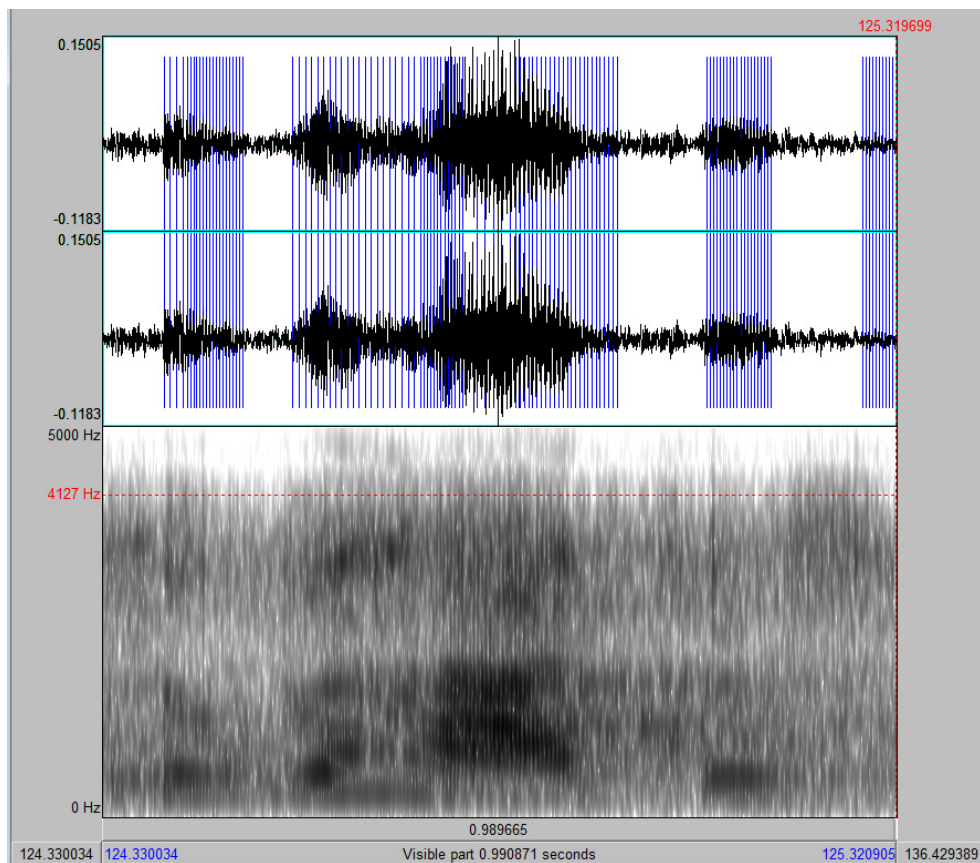 125.319699
0.1505
-0.1183
0.1505
-0.1183
5000 Hz
4127 Hz
0 Hz
0.989665
124.330034 124.330034 Visible part 0.990871 seconds 125.320905 136.429389